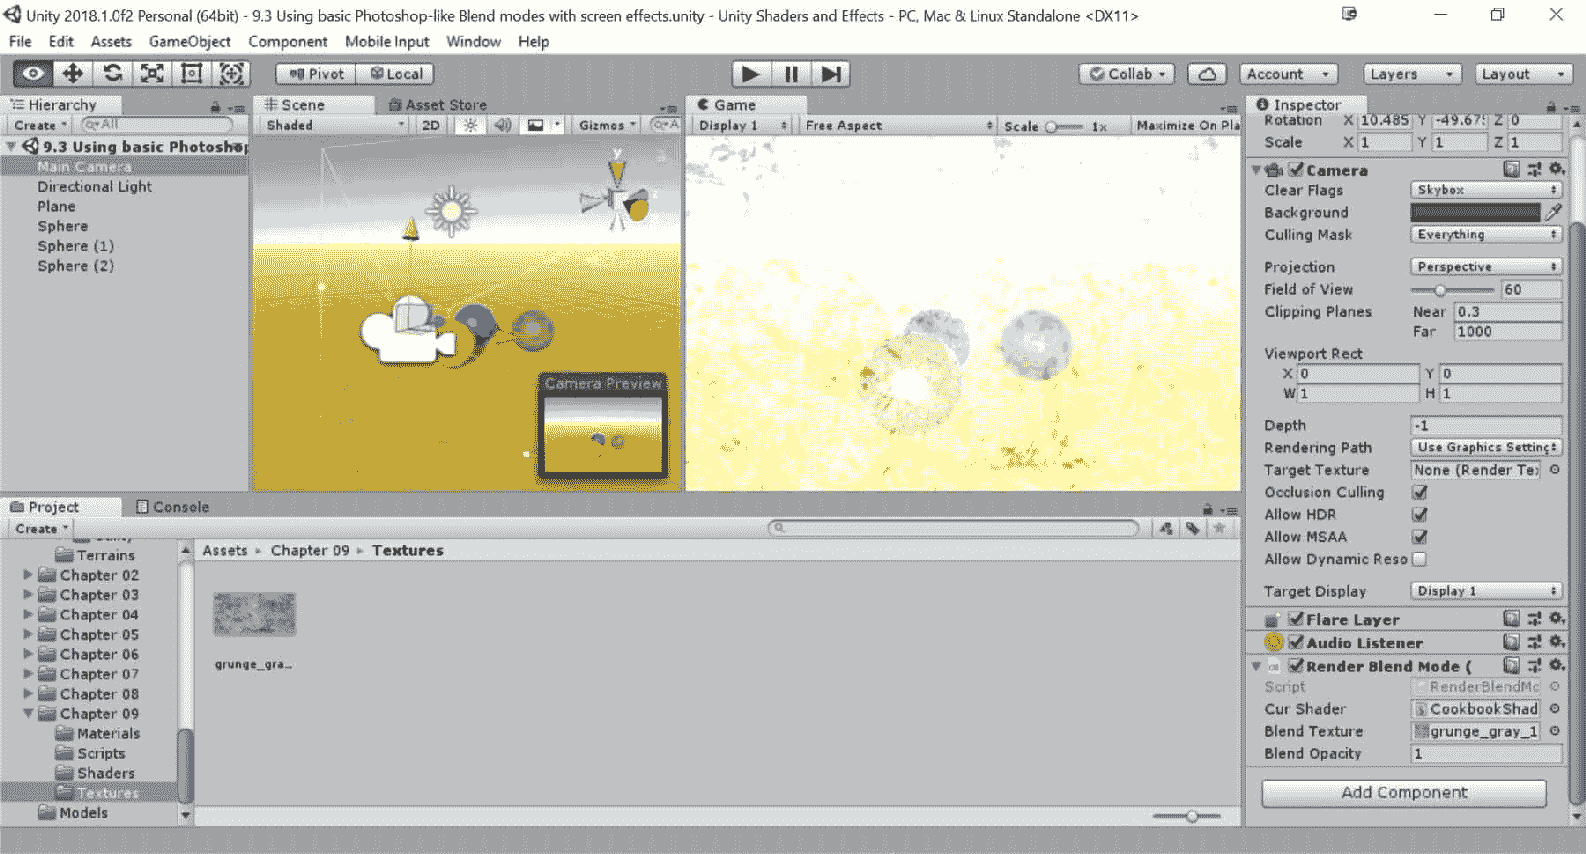 Unity 2018.1.0f2 Personal (64bit) - 9.3 Using basic Photoshop-like Blend modes with screen effects.unity - Unity Shaders and Effects - PC, Mac & Linux Standalone <DX11>
File Edit Assets GameObject Component Mobile Input Window Help
Pivot Local Collab Account Layers Layout
Hierarchy
Create All
9.3 Using basic Photoshop
Main Camera
Directional Light
Plane
Sphere
Sphere (1)
Sphere (2)
Scene Asset Store
Shaded 2D Gizmos A
Camera Preview
Game
Display 1 Free Aspect Scale 1x Maximize On Pla
Inspector
Rotation X 10.485 Y -49.675 Z 0
Scale X 1 Y 1 Z 1
Camera
Clear Flags Skybox
Background
Culling Mask Everything
Projection Perspective
Field of View 60
Clipping Planes Near 0.3
Far 1000
Viewport Rect
X 0 Y 0
W 1 H 1
Depth -1
Rendering Path Use Graphics Setting
Target Texture None (Render Te
Occlusion Culling
Allow HDR
Allow MSAA
Allow Dynamic Reso
Target Display Display 1
Flare Layer
Audio Listener
Render Blend Mode (
Script RenderBlendMo
Cur Shader CookbookShad
Blend Texture grunge_gray_1
Blend Opacity 1
Add Component
Project Console
Create
Terrains
Chapter 02
Chapter 03
Chapter 04
Chapter 05
Chapter 06
Chapter 07
Chapter 08
Chapter 09
Materials
Scripts
Shaders
Textures
Models
Assets Chapter 09 Textures
grunge_gra...